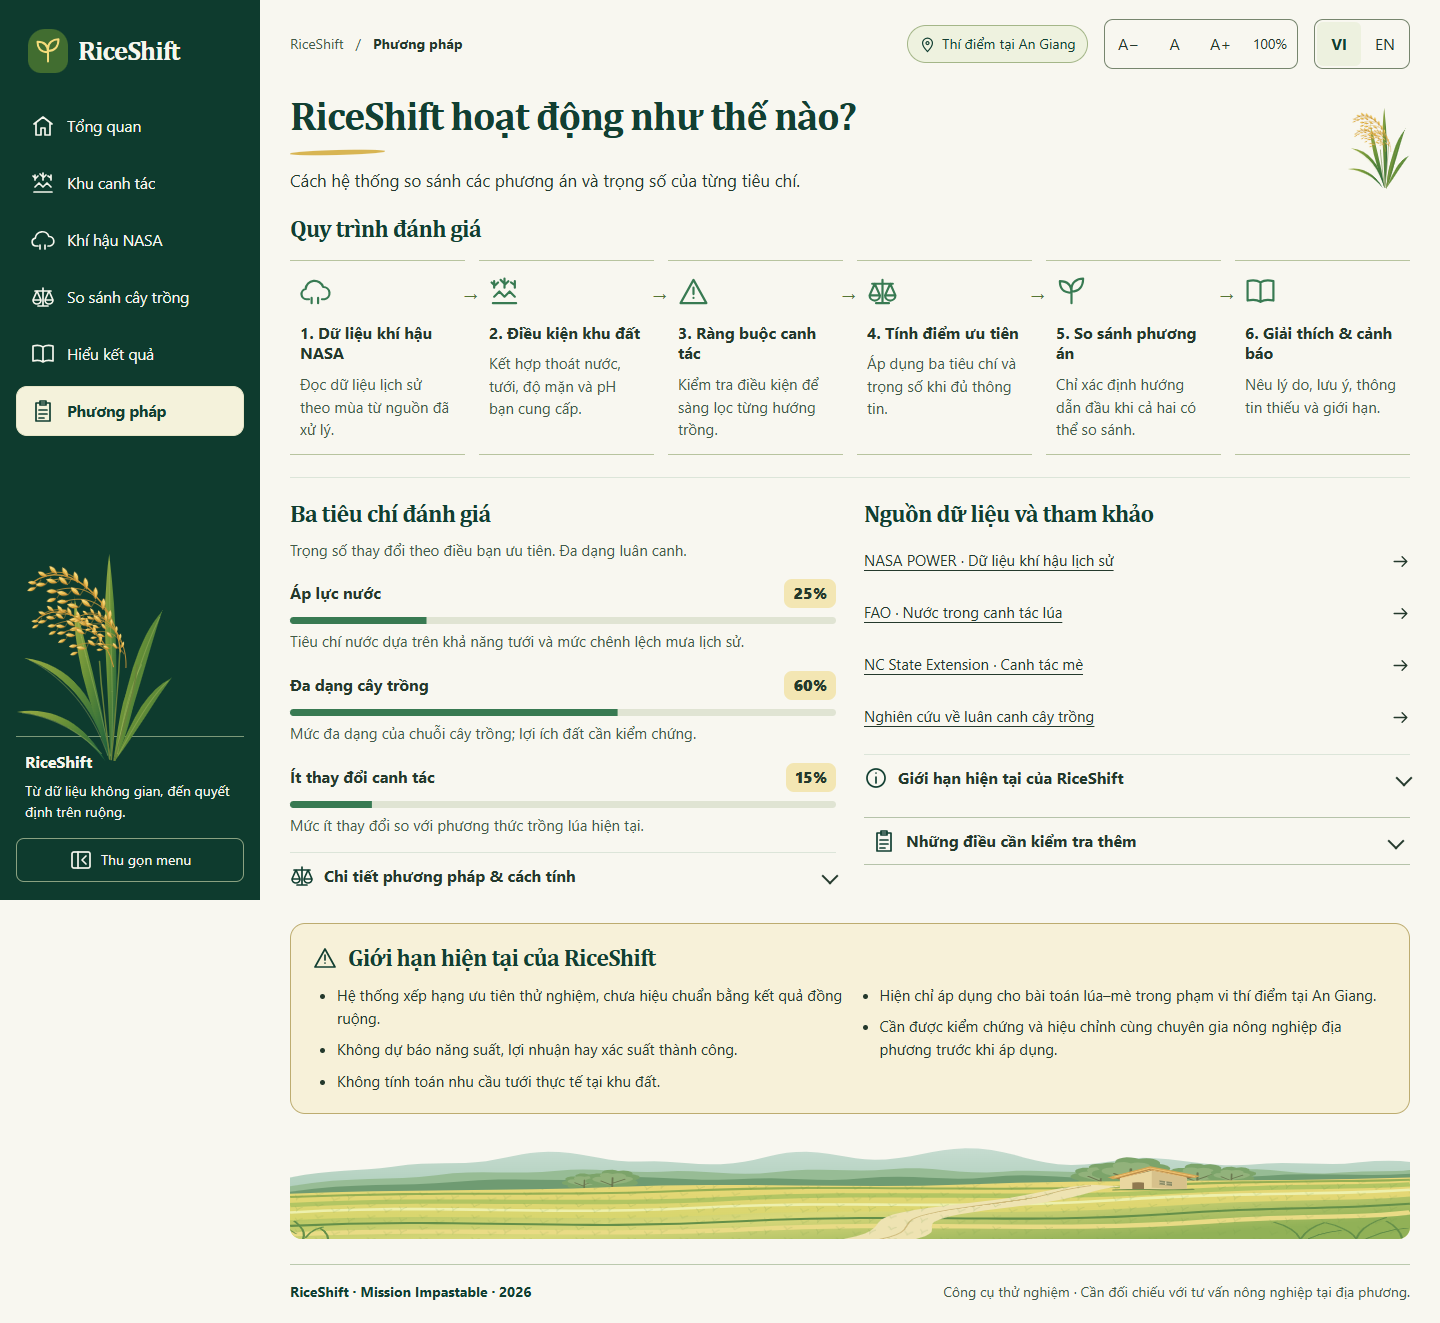 RiceShift
Tổng quan
Khu canh tác
Khí hậu NASA
So sánh cây trồng
Hiểu kết quả
Phương pháp
RiceShift
Từ dữ liệu không gian, đến quyết
định trên ruộng.
Thu gọn menu
RiceShift / Phương pháp
Thí điểm tại An Giang
A− A A+ 100%
VI EN
RiceShift hoạt động như thế nào?
Cách hệ thống so sánh các phương án và trọng số của từng tiêu chí.
Quy trình đánh giá
1. Dữ liệu khí hậu
NASA
Đọc dữ liệu lịch sử
theo mùa từ nguồn đã
xử lý.
→
2. Điều kiện khu đất
Kết hợp thoát nước,
tưới, độ mặn và pH
bạn cung cấp.
→
3. Ràng buộc canh
tác
Kiểm tra điều kiện để
sàng lọc từng hướng
trồng.
→
4. Tính điểm ưu tiên
Áp dụng ba tiêu chí và
trọng số khi đủ thông
tin.
→
5. So sánh phương
án
Chỉ xác định hướng
dẫn đầu khi cả hai có
thể so sánh.
→
6. Giải thích & cảnh
báo
Nêu lý do, lưu ý, thông
tin thiếu và giới hạn.
Ba tiêu chí đánh giá
Trọng số thay đổi theo điều bạn ưu tiên. Đa dạng luân canh.
Áp lực nước 25%
Tiêu chí nước dựa trên khả năng tưới và mức chênh lệch mưa lịch sử.
Đa dạng cây trồng 60%
Mức đa dạng của chuỗi cây trồng; lợi ích đất cần kiểm chứng.
Ít thay đổi canh tác 15%
Mức ít thay đổi so với phương thức trồng lúa hiện tại.
Chi tiết phương pháp & cách tính
Nguồn dữ liệu và tham khảo
NASA POWER · Dữ liệu khí hậu lịch sử →
FAO · Nước trong canh tác lúa →
NC State Extension · Canh tác mè →
Nghiên cứu về luân canh cây trồng →
Giới hạn hiện tại của RiceShift
Những điều cần kiểm tra thêm
Giới hạn hiện tại của RiceShift
• Hệ thống xếp hạng ưu tiên thử nghiệm, chưa hiệu chuẩn bằng kết quả đồng
ruộng.
• Không dự báo năng suất, lợi nhuận hay xác suất thành công.
• Không tính toán nhu cầu tưới thực tế tại khu đất.
• Hiện chỉ áp dụng cho bài toán lúa–mè trong phạm vi thí điểm tại An Giang.
• Cần được kiểm chứng và hiệu chỉnh cùng chuyên gia nông nghiệp địa
phương trước khi áp dụng.
RiceShift · Mission Impastable · 2026
Công cụ thử nghiệm · Cần đối chiếu với tư vấn nông nghiệp tại địa phương.